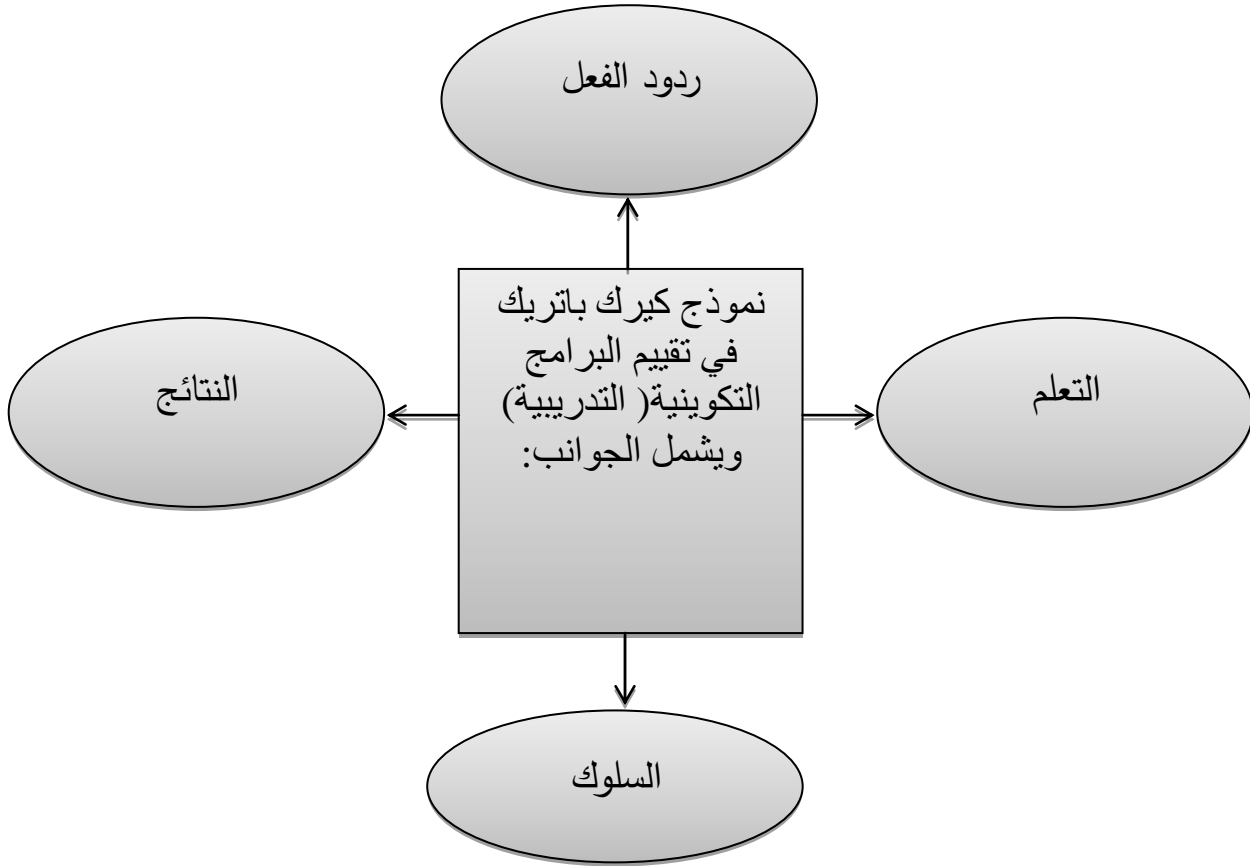 ردود الفعل
نموذج كيرك باتريك
في تقييم البرامج
التكوينية( التدريبية)
ويشمل الجوانب:
التعلم
النتائج
السلوك